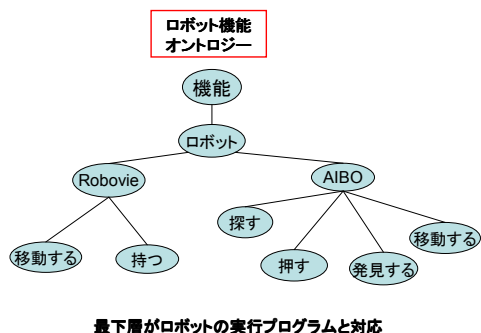 ロボット機能
オントロジー
機能
ロボット
Robovie
AIBO
探す
移動する
移動する
持つ
押す
発見する
最下層がロボットの実行プログラムと対応